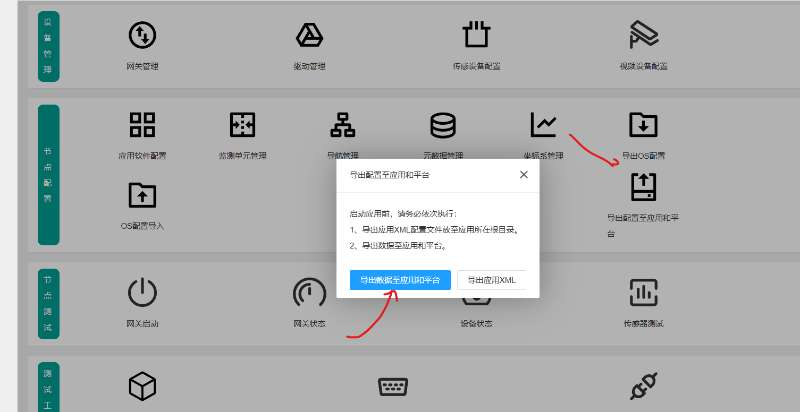 设备管理
网关管理
驱动管理
传感设备配置
视频设备配置
节点配置
应用软件配置
监测单元管理
导航管理
元数据管理
坐标系管理
导出OS配置
OS配置导入
导出配置至应用和平
台
导出配置至应用和平台
启动应用前，请务必依次执行：
1、导出应用XML配置文件放至应用所在根目录。
2、导出数据至应用和平台。
导出数据至应用和平台
导出应用XML
节点测试
网关启动
网关状态
设备状态
传感器测试
测试工